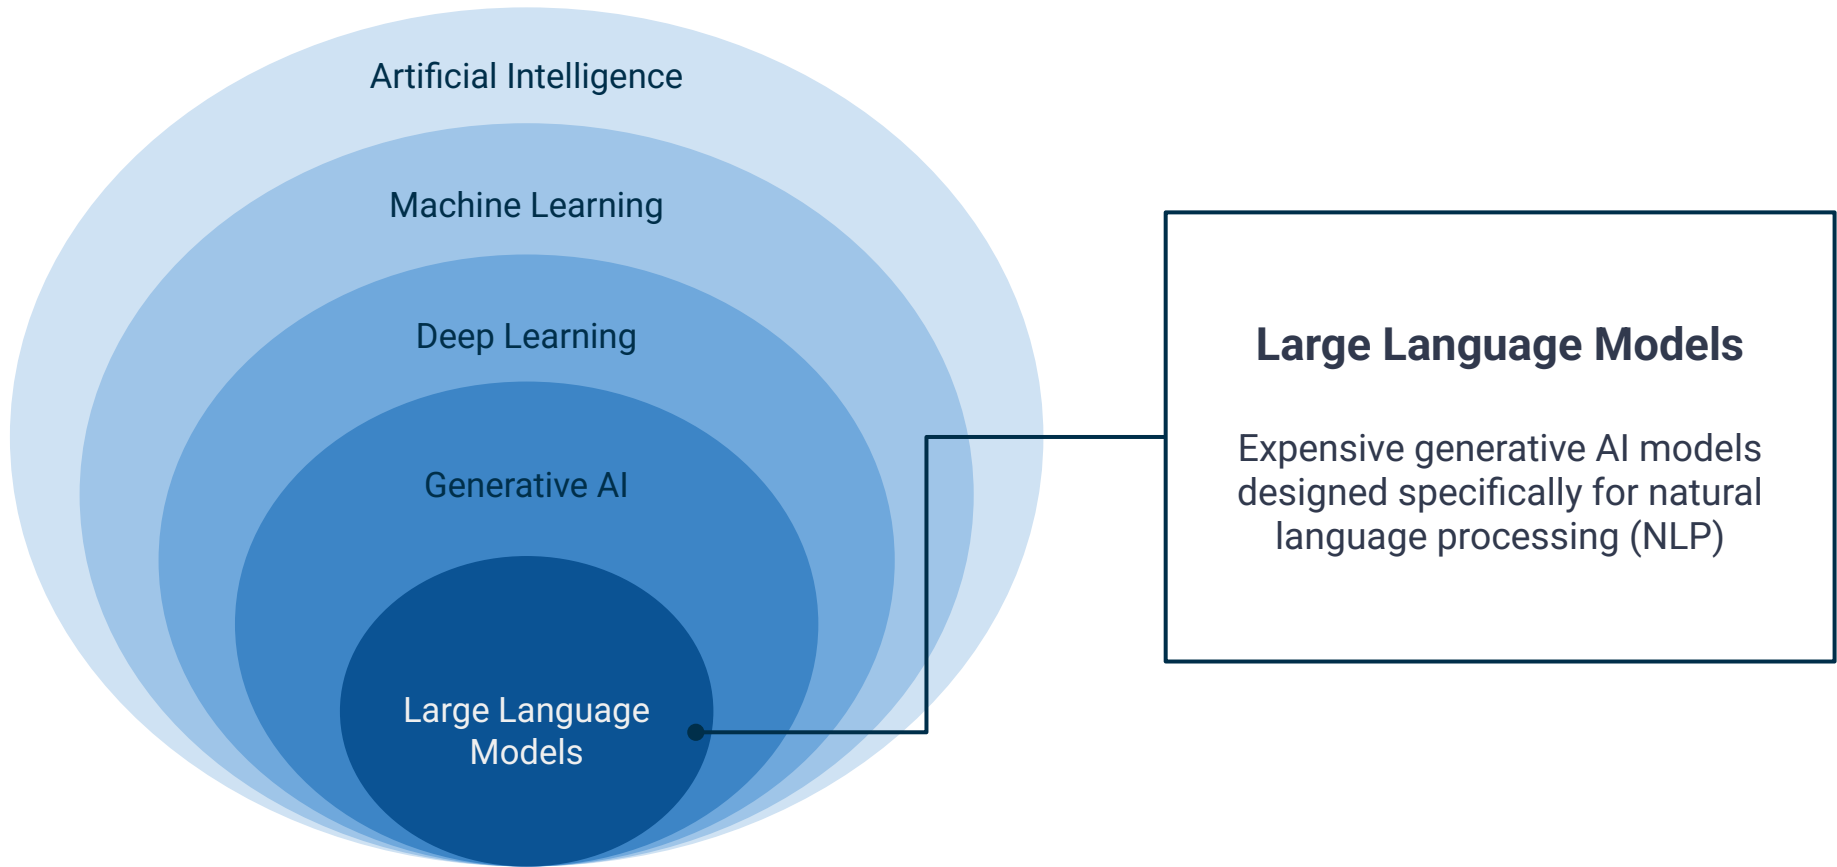 Artificial Intelligence
Machine Learning
Deep Learning
Generative AI
Large Language
Models
Large Language Models
Expensive generative AI models
designed specifically for natural
language processing (NLP)